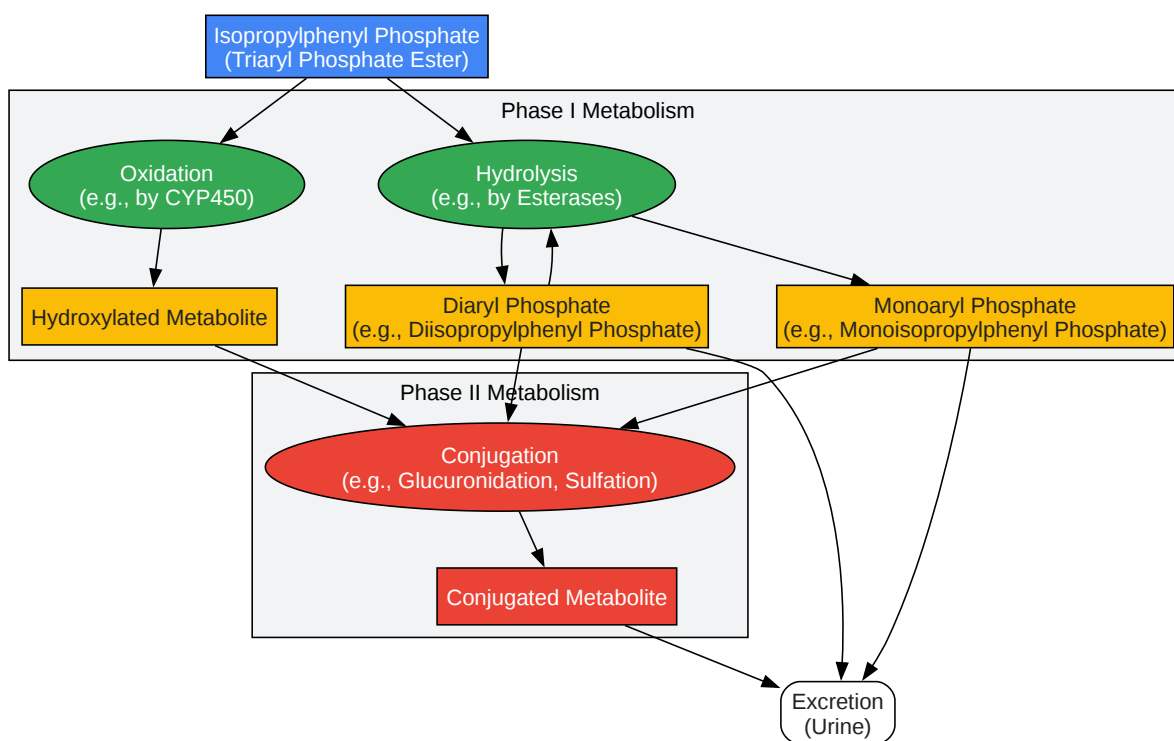 Isopropylphenyl Phosphate
(Triaryl Phosphate Ester)
Phase I Metabolism
Oxidation
(e.g., by CYP450)
Hydrolysis
(e.g., by Esterases)
Hydroxylated Metabolite
Diaryl Phosphate
(e.g., Diisopropylphenyl Phosphate)
Monoaryl Phosphate
(e.g., Monoisopropylphenyl Phosphate)
Phase II Metabolism
Conjugation
(e.g., Glucuronidation, Sulfation)
Conjugated Metabolite
Excretion
(Urine)